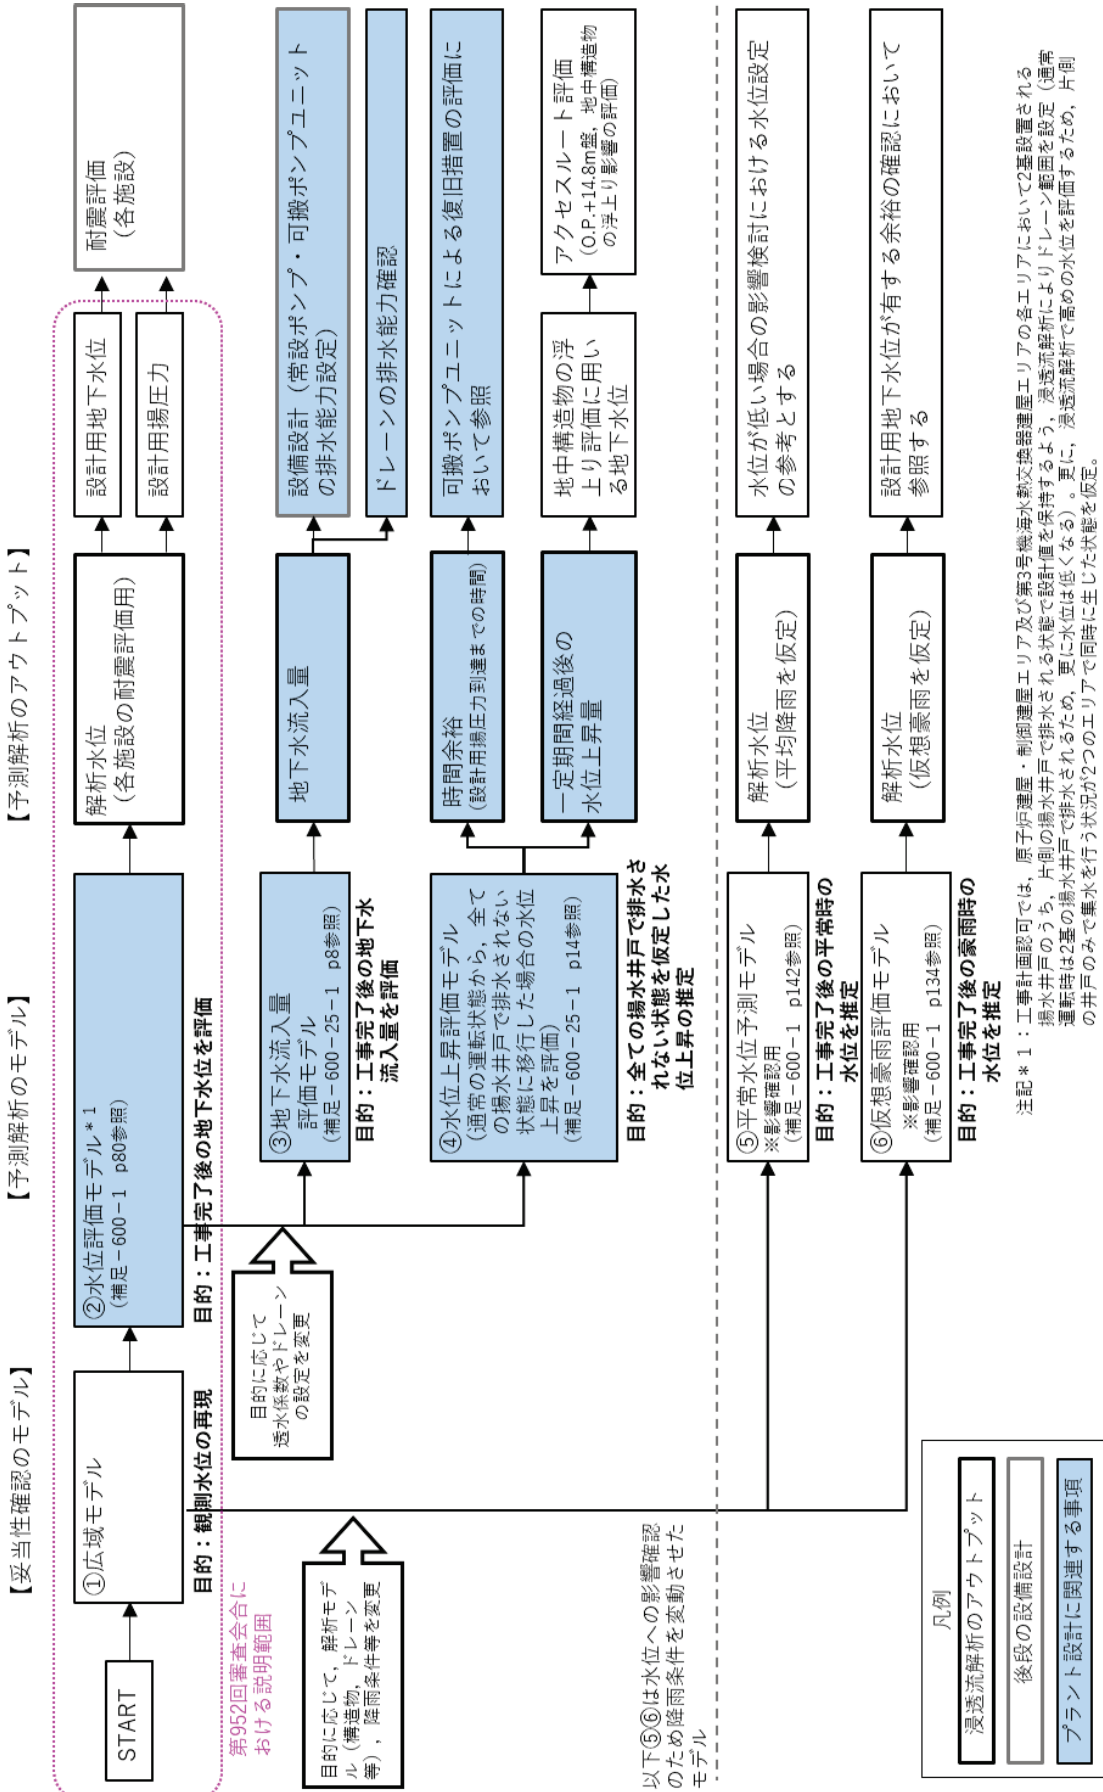 【妥当性確認のモデル】
【予測解析のモデル】
【予測解析のアウトプット】
START
①広域モデル
目的：観測水位の再現
②水位評価モデル＊1
(補足－600－1 p80参照)
目的：工事完了後の地下水位を評価
解析水位
(各施設の耐震評価用)
設計用地下水位
設計用揚圧力
耐震評価
(各施設)
第952回審査会合に
おける説明範囲
目的に応じて
透水係数やドレーン
の設定を変更
③地下水流入量
評価モデル
(補足－600－25－1 p8参照)
目的：工事完了後の地下水
流入量を評価
地下水流入量
設備設計（常設ポンプ・可搬ポンプユニット
の排水能力設定）
ドレーンの排水能力確認
④水位上昇評価モデル
(通常の運転状態から，全て
の揚水井戸で排水されない
状態に移行した場合の水位
上昇を評価)
(補足－600－25－1 p14参照)
目的：全ての揚水井戸で排水さ
れない状態を仮定した水
位上昇の推定
時間余裕
(設計用揚圧力到達までの時間)
一定期間経過後の
水位上昇量
可搬ポンプユニットによる復旧措置の評価に
おいて参照
地中構造物の浮
上り評価に用い
る地下水位
アクセスルート評価
(O.P.+14.8m盤，地中構造物
の浮上り影響の評価)
目的に応じて，解析モデ
ル（構造物，ドレーン
等），降雨条件等を変更
以下⑤⑥は水位への影響確認
のため降雨条件を変動させた
モデル
⑤平常水位予測モデル
※影響確認用
(補足－600－1 p142参照)
目的：工事完了後の平常時の
水位を推定
解析水位
(平均降雨を仮定)
水位が低い場合の影響検討における水位設定
の参考とする
⑥仮想豪雨評価モデル
※影響確認用
(補足－600－1 p134参照)
目的：工事完了後の豪雨時の
水位を推定
解析水位
(仮想豪雨を仮定)
設計用地下水位が有する余裕の確認において
参照する
凡例
浸透流解析のアウトプット
後段の設備設計
プラント設計に関連する事項
注記＊1：工事計画認可では，原子炉建屋・制御建屋エリア及び第3号機海水熱交換器建屋エリアの各エリアにおいて2基設置される
揚水井戸のうち，片側の揚水井戸で排水される状態で設計値を保持するよう，浸透流解析によりドレーン範囲を設定（通常
運転時は2基の揚水井戸で排水されるため，更に水位は低くなる）。更に，浸透流解析で高めの水位を評価するため，片側
の井戸のみで集水を行う状況が2つのエリアで同時に生じた状態を仮定。